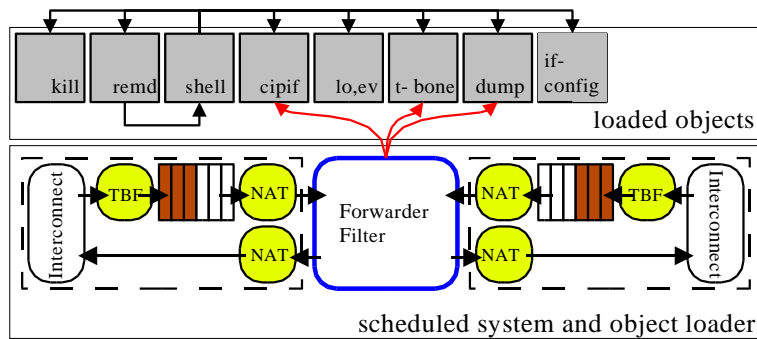 kill
remd
shell
cipif
lo,ev
t- bone
dump
if-
config
loaded objects
Interconnect
TBF
NAT
NAT
Forwarder
Filter
NAT
NAT
TBF
Interconnect
scheduled system and object loader